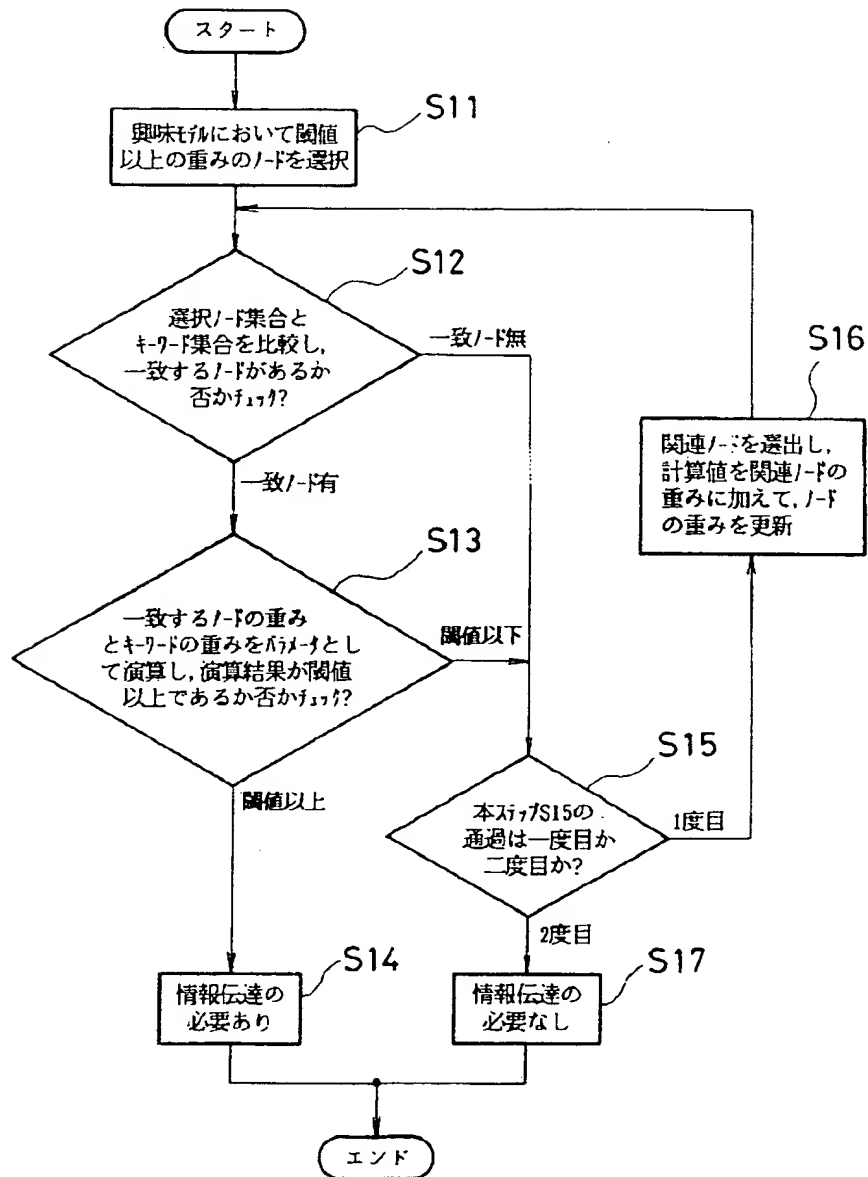 スタート
S11
興味モデルにおいて閾値
以上の重みのノードを選択
S12
選択ノード集合と
キーワード集合を比較し,
一致するノードがあるか
否かチェック?
一致ノード無
一致ノード有
S16
関連ノードを選出し,
計算値を関連ノードの
重みに加えて,ノード
の重みを更新
S13
一致するノードの重み
とキーワードの重みをパラメータとし
て演算し,演算結果が閾値
以上であるか否かチェック?
閾値以下
閾値以上
S15
本ステップS15の
通過は一度目か
二度目か?
1度目
2度目
S14
情報伝達の
必要あり
S17
情報伝達の
必要なし
エンド